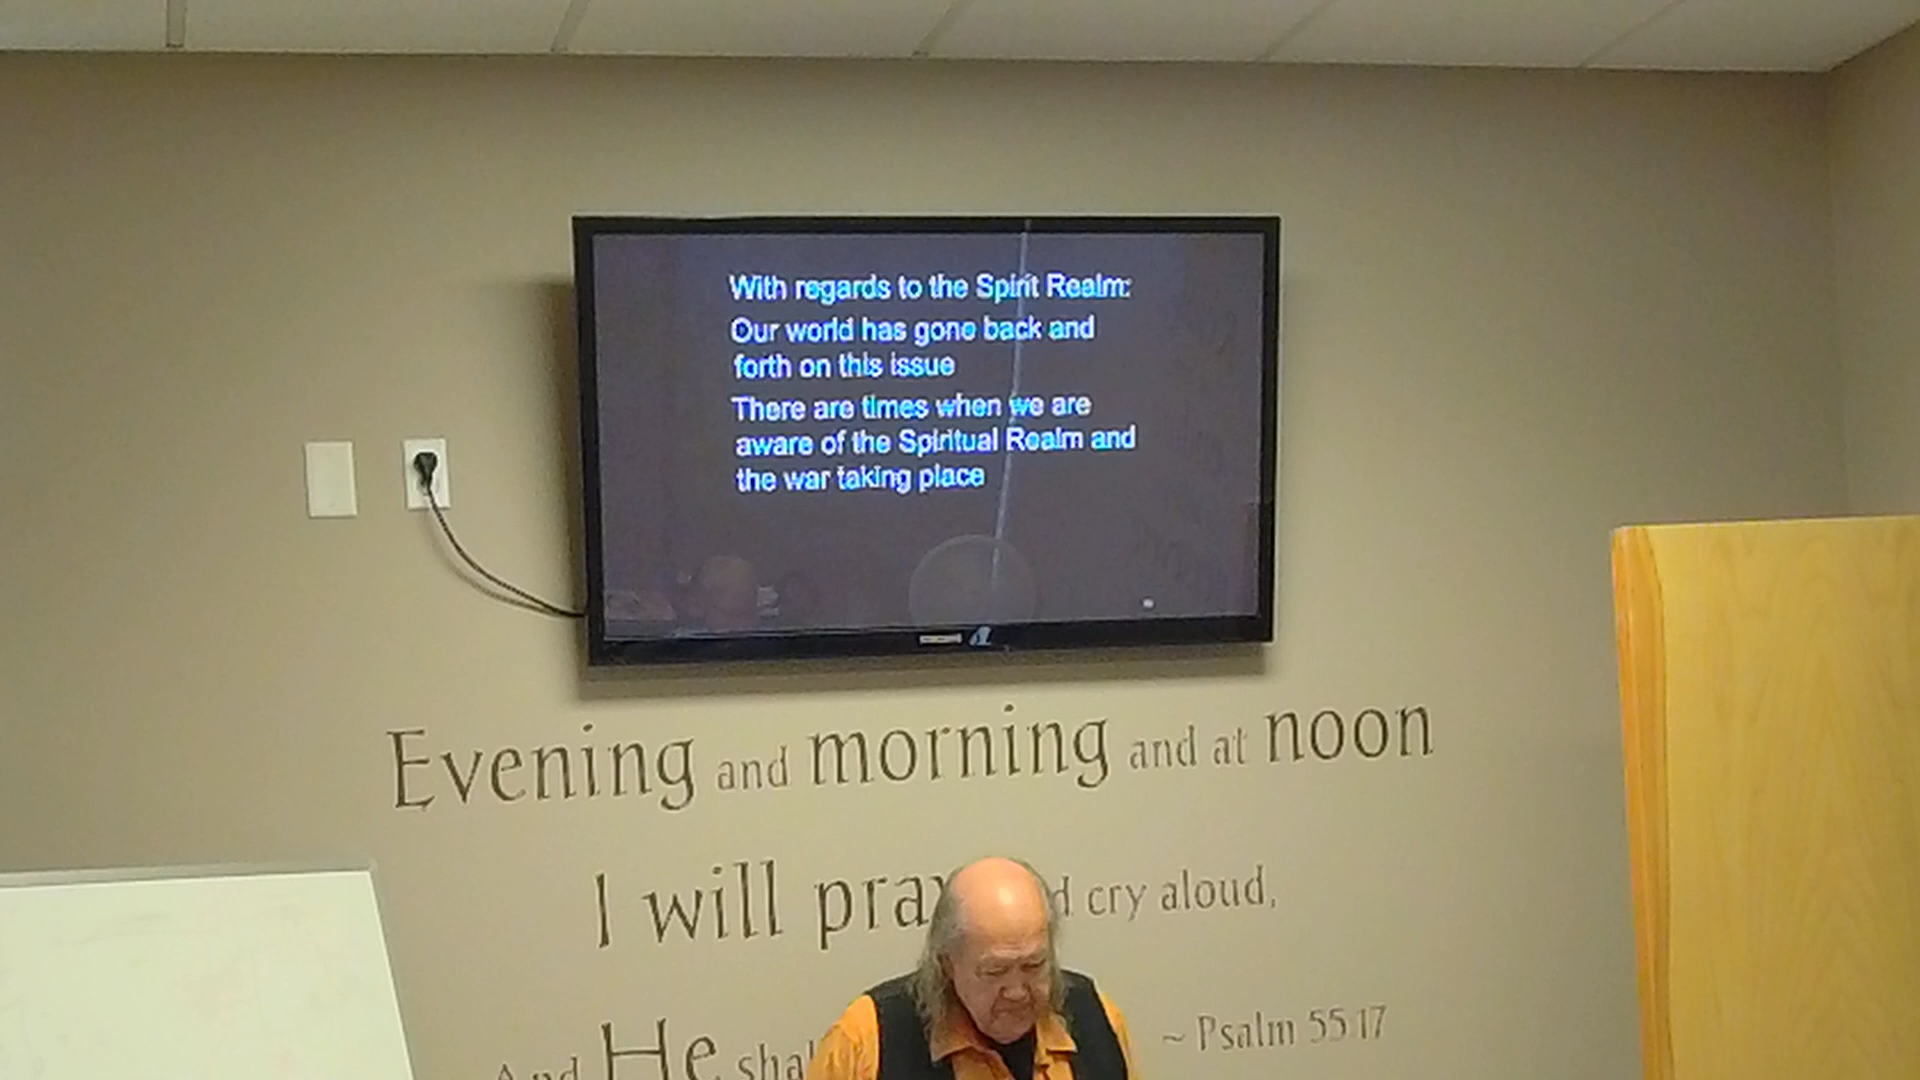 With regards to the Spirit Realm:
Our world has gone back and
forth on this issue
There are times when we are
aware of the Spiritual Realm and
the war taking place
Evening and morning and at noon
I will pray d cry aloud,
And He shal
~ Psalm 55 17